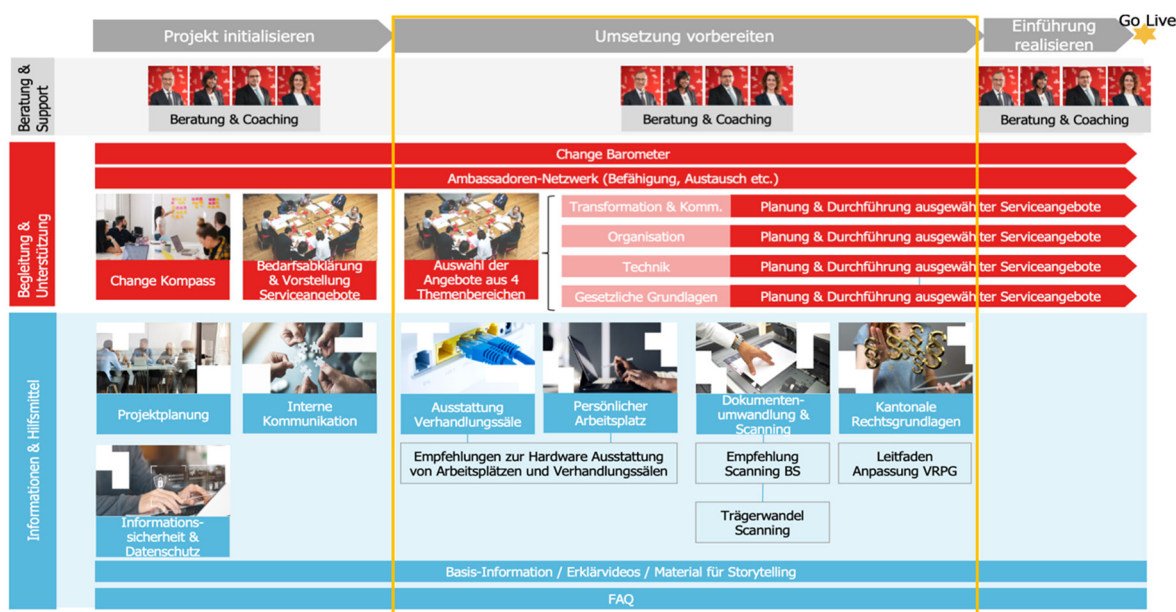 Go Live
Projekt initialisieren
Umsetzung vorbereiten
Einführung
realisieren
Beratung &
Support
Beratung & Coaching
Beratung & Coaching
Beratung & Coaching
Begleitung &
Unterstützung
Change Barometer
Ambassadoren-Netzwerk (Befähigung, Austausch etc.)
Change Kompass
Bedarfsabklärung
& Vorstellung
Serviceangebote
Auswahl der
Angebote aus 4
Themenbereichen
Transformation & Komm.
Planung & Durchführung ausgewählter Serviceangebote
Organisation
Planung & Durchführung ausgewählter Serviceangebote
Technik
Planung & Durchführung ausgewählter Serviceangebote
Gesetzliche Grundlagen
Planung & Durchführung ausgewählter Serviceangebote
Informationen & Hilfsmittel
Projektplanung
Interne
Kommunikation
Ausstattung
Verhandlungssäle
Persönlicher
Arbeitsplatz
Dokumenten-
umwandlung &
Scanning
Kantonale
Rechtsgrundlagen
Empfehlungen zur Hardware Ausstattung
von Arbeitsplätzen und Verhandlungssälen
Empfehlung
Scanning BS
Leitfaden
Anpassung VRPG
Trägerwandel
Scanning
Informations-
sicherheit &
Datenschutz
Basis-Information / Erklärvideos / Material für Storytelling
FAQ